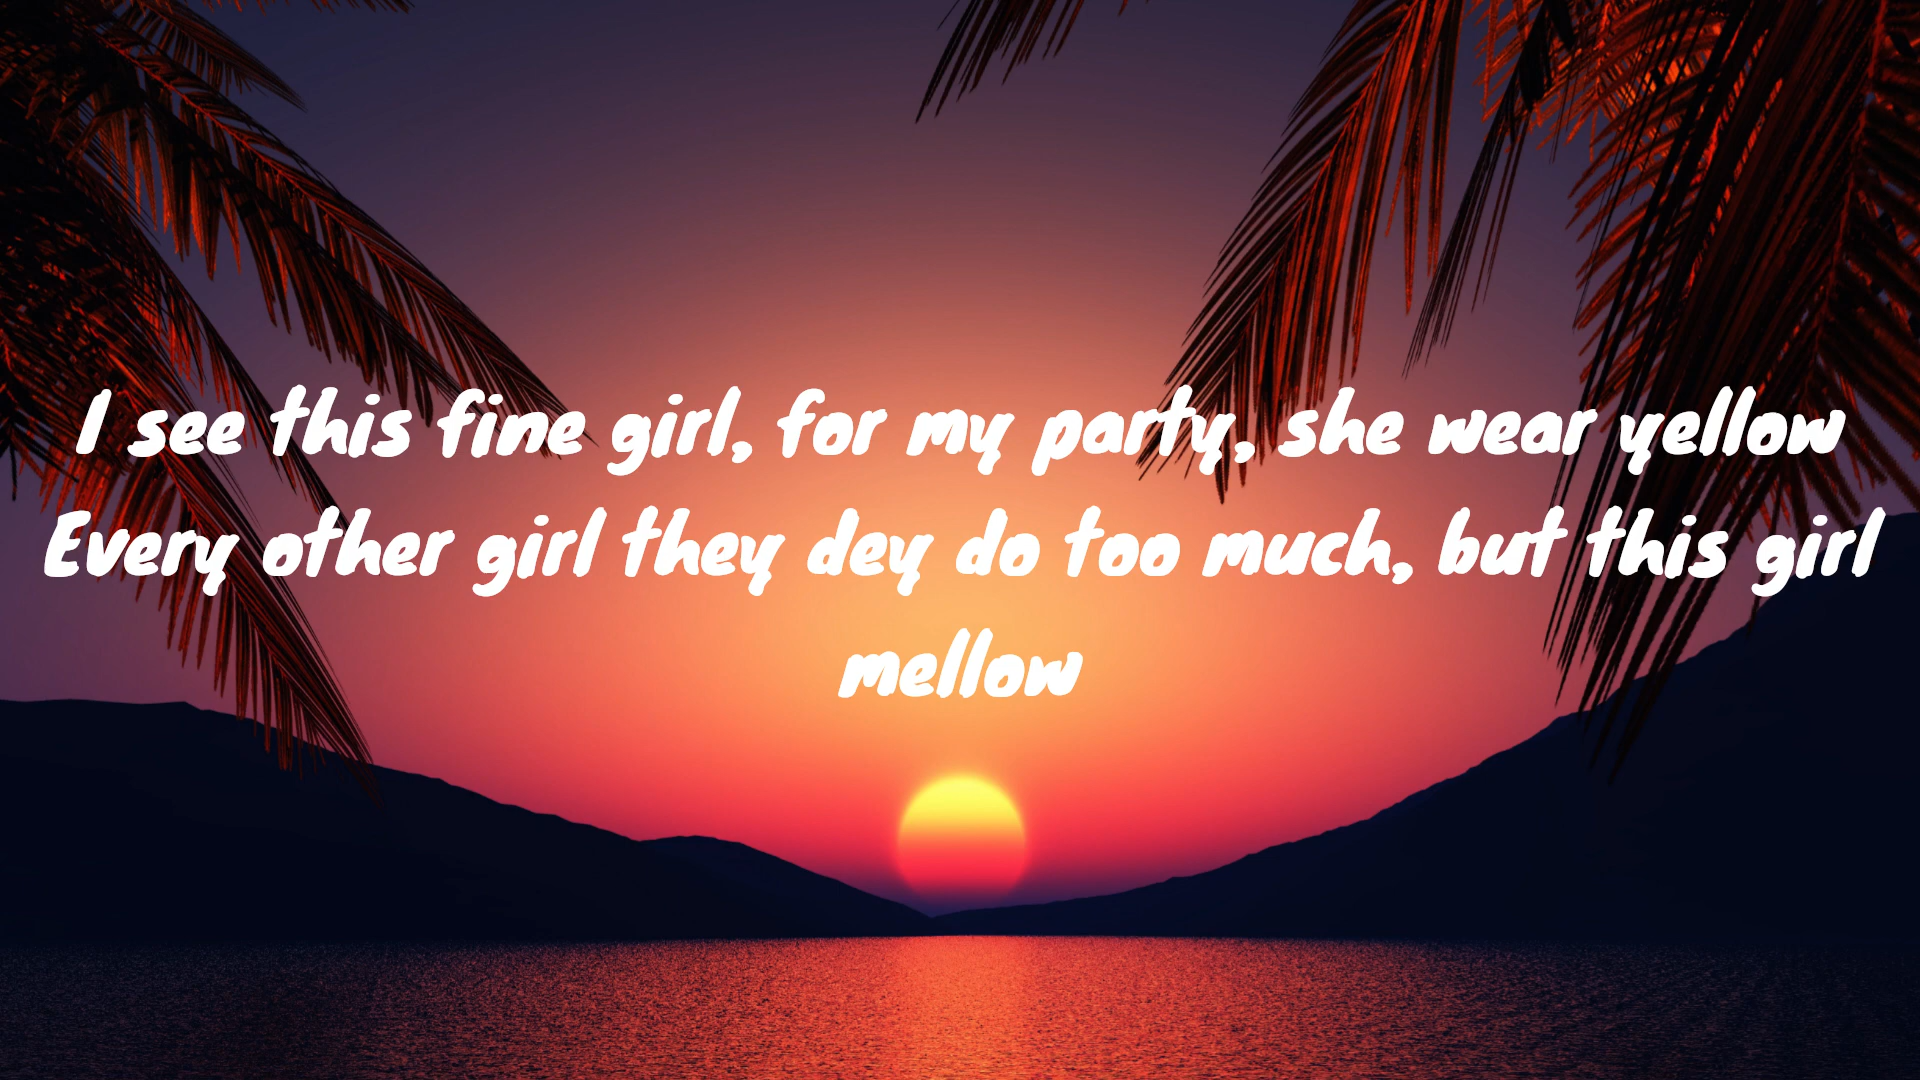 I see this fine girl, for my party, she wear yellow
Every other girl they dey do too much, but this girl
mellow